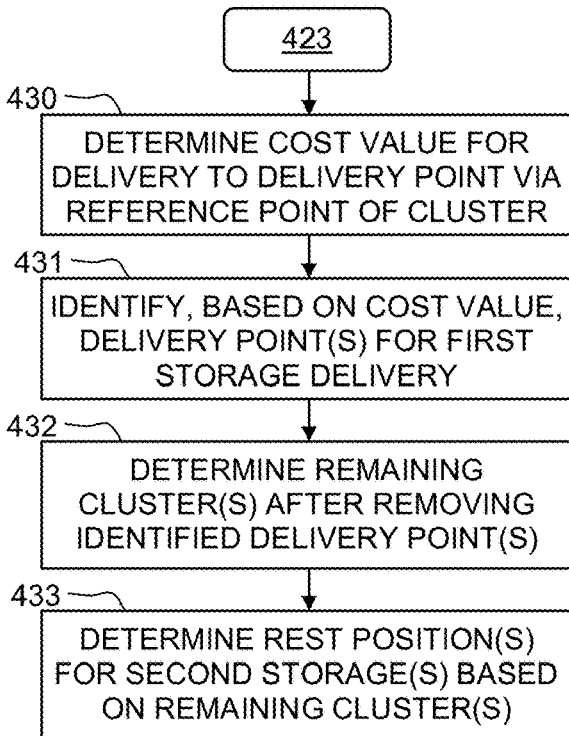 423
430
DETERMINE COST VALUE FOR
DELIVERY TO DELIVERY POINT VIA
REFERENCE POINT OF CLUSTER
431
IDENTIFY, BASED ON COST VALUE,
DELIVERY POINT(S) FOR FIRST
STORAGE DELIVERY
432
DETERMINE REMAINING
CLUSTER(S) AFTER REMOVING
IDENTIFIED DELIVERY POINT(S)
433
DETERMINE REST POSITION(S)
FOR SECOND STORAGE(S) BASED
ON REMAINING CLUSTER(S)